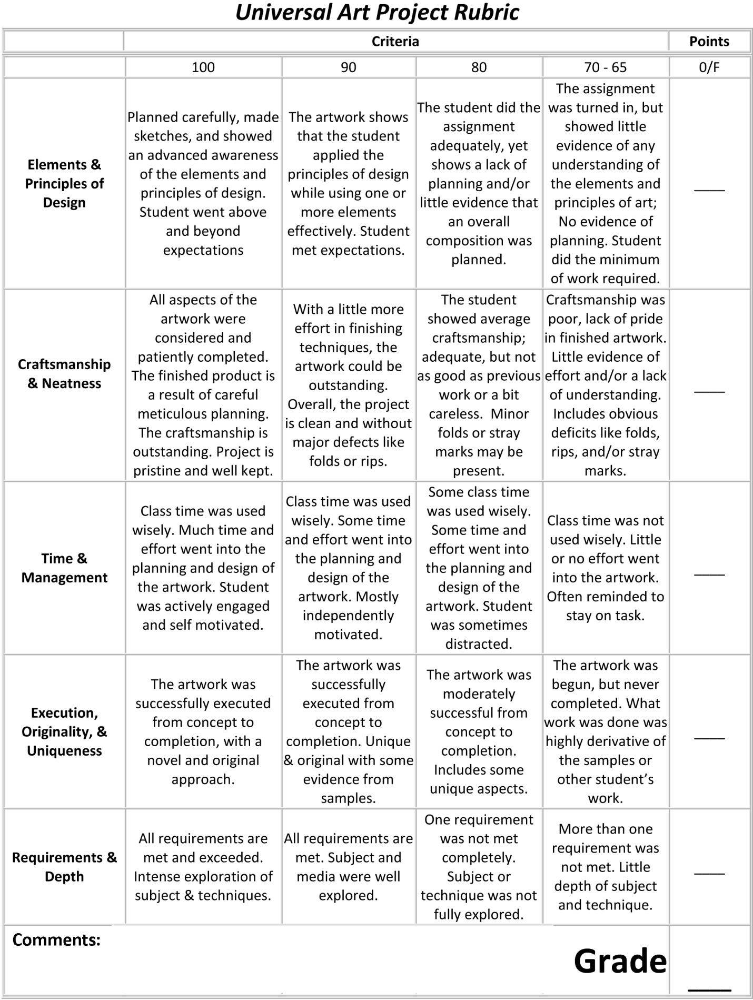 Universal Art Project Rubric
Criteria
Points
100
90
80
70 - 65
0/F
Elements &
Principles of
Design
Planned carefully, made
sketches, and showed
an advanced awareness
of the elements and
principles of design.
Student went above
and beyond
expectations
The artwork shows
that the student
applied the
principles of design
while using one or
more elements
effectively. Student
met expectations.
The student did the
assignment
adequately, yet
shows a lack of
planning and/or
little evidence that
an overall
composition was
planned.
The assignment
was turned in, but
showed little
evidence of any
understanding of
the elements and
principles of art;
No evidence of
planning. Student
did the minimum
of work required.
____
Craftsmanship
& Neatness
All aspects of the
artwork were
considered and
patiently completed.
The finished product is
a result of careful
meticulous planning.
The craftsmanship is
outstanding. Project is
pristine and well kept.
With a little more
effort in finishing
techniques, the
artwork could be
outstanding.
Overall, the project
is clean and without
major defects like
folds or rips.
The student
showed average
craftsmanship;
adequate, but not
as good as previous
work or a bit
careless.  Minor
folds or stray
marks may be
present.
Craftsmanship was
poor, lack of pride
in finished artwork.
Little evidence of
effort and/or a lack
of understanding.
Includes obvious
deficits like folds,
rips, and/or stray
marks.
____
Time &
Management
Class time was used
wisely. Much time and
effort went into the
planning and design of
the artwork. Student
was actively engaged
and self motivated.
Class time was used
wisely. Some time
and effort went into
the planning and
design of the
artwork. Mostly
independently
motivated.
Some class time
was used wisely.
Some time and
effort went into
the planning and
design of the
artwork. Student
was sometimes
distracted.
Class time was not
used wisely. Little
or no effort went
into the artwork.
Often reminded to
stay on task.
____
Execution,
Originality, &
Uniqueness
The artwork was
successfully executed
from concept to
completion, with a
novel and original
approach.
The artwork was
successfully
executed from
concept to
completion. Unique
& original with some
evidence from
samples.
The artwork was
moderately
successful from
concept to
completion.
Includes some
unique aspects.
The artwork was
begun, but never
completed. What
work was done was
highly derivative of
the samples or
other student’s
work.
____
Requirements &
Depth
All requirements are
met and exceeded.
Intense exploration of
subject & techniques.
All requirements are
met. Subject and
media were well
explored.
One requirement
was not met
completely.
Subject or
technique was not
fully explored.
More than one
requirement was
not met. Little
depth of subject
and technique.
____
Comments:
Grade
____